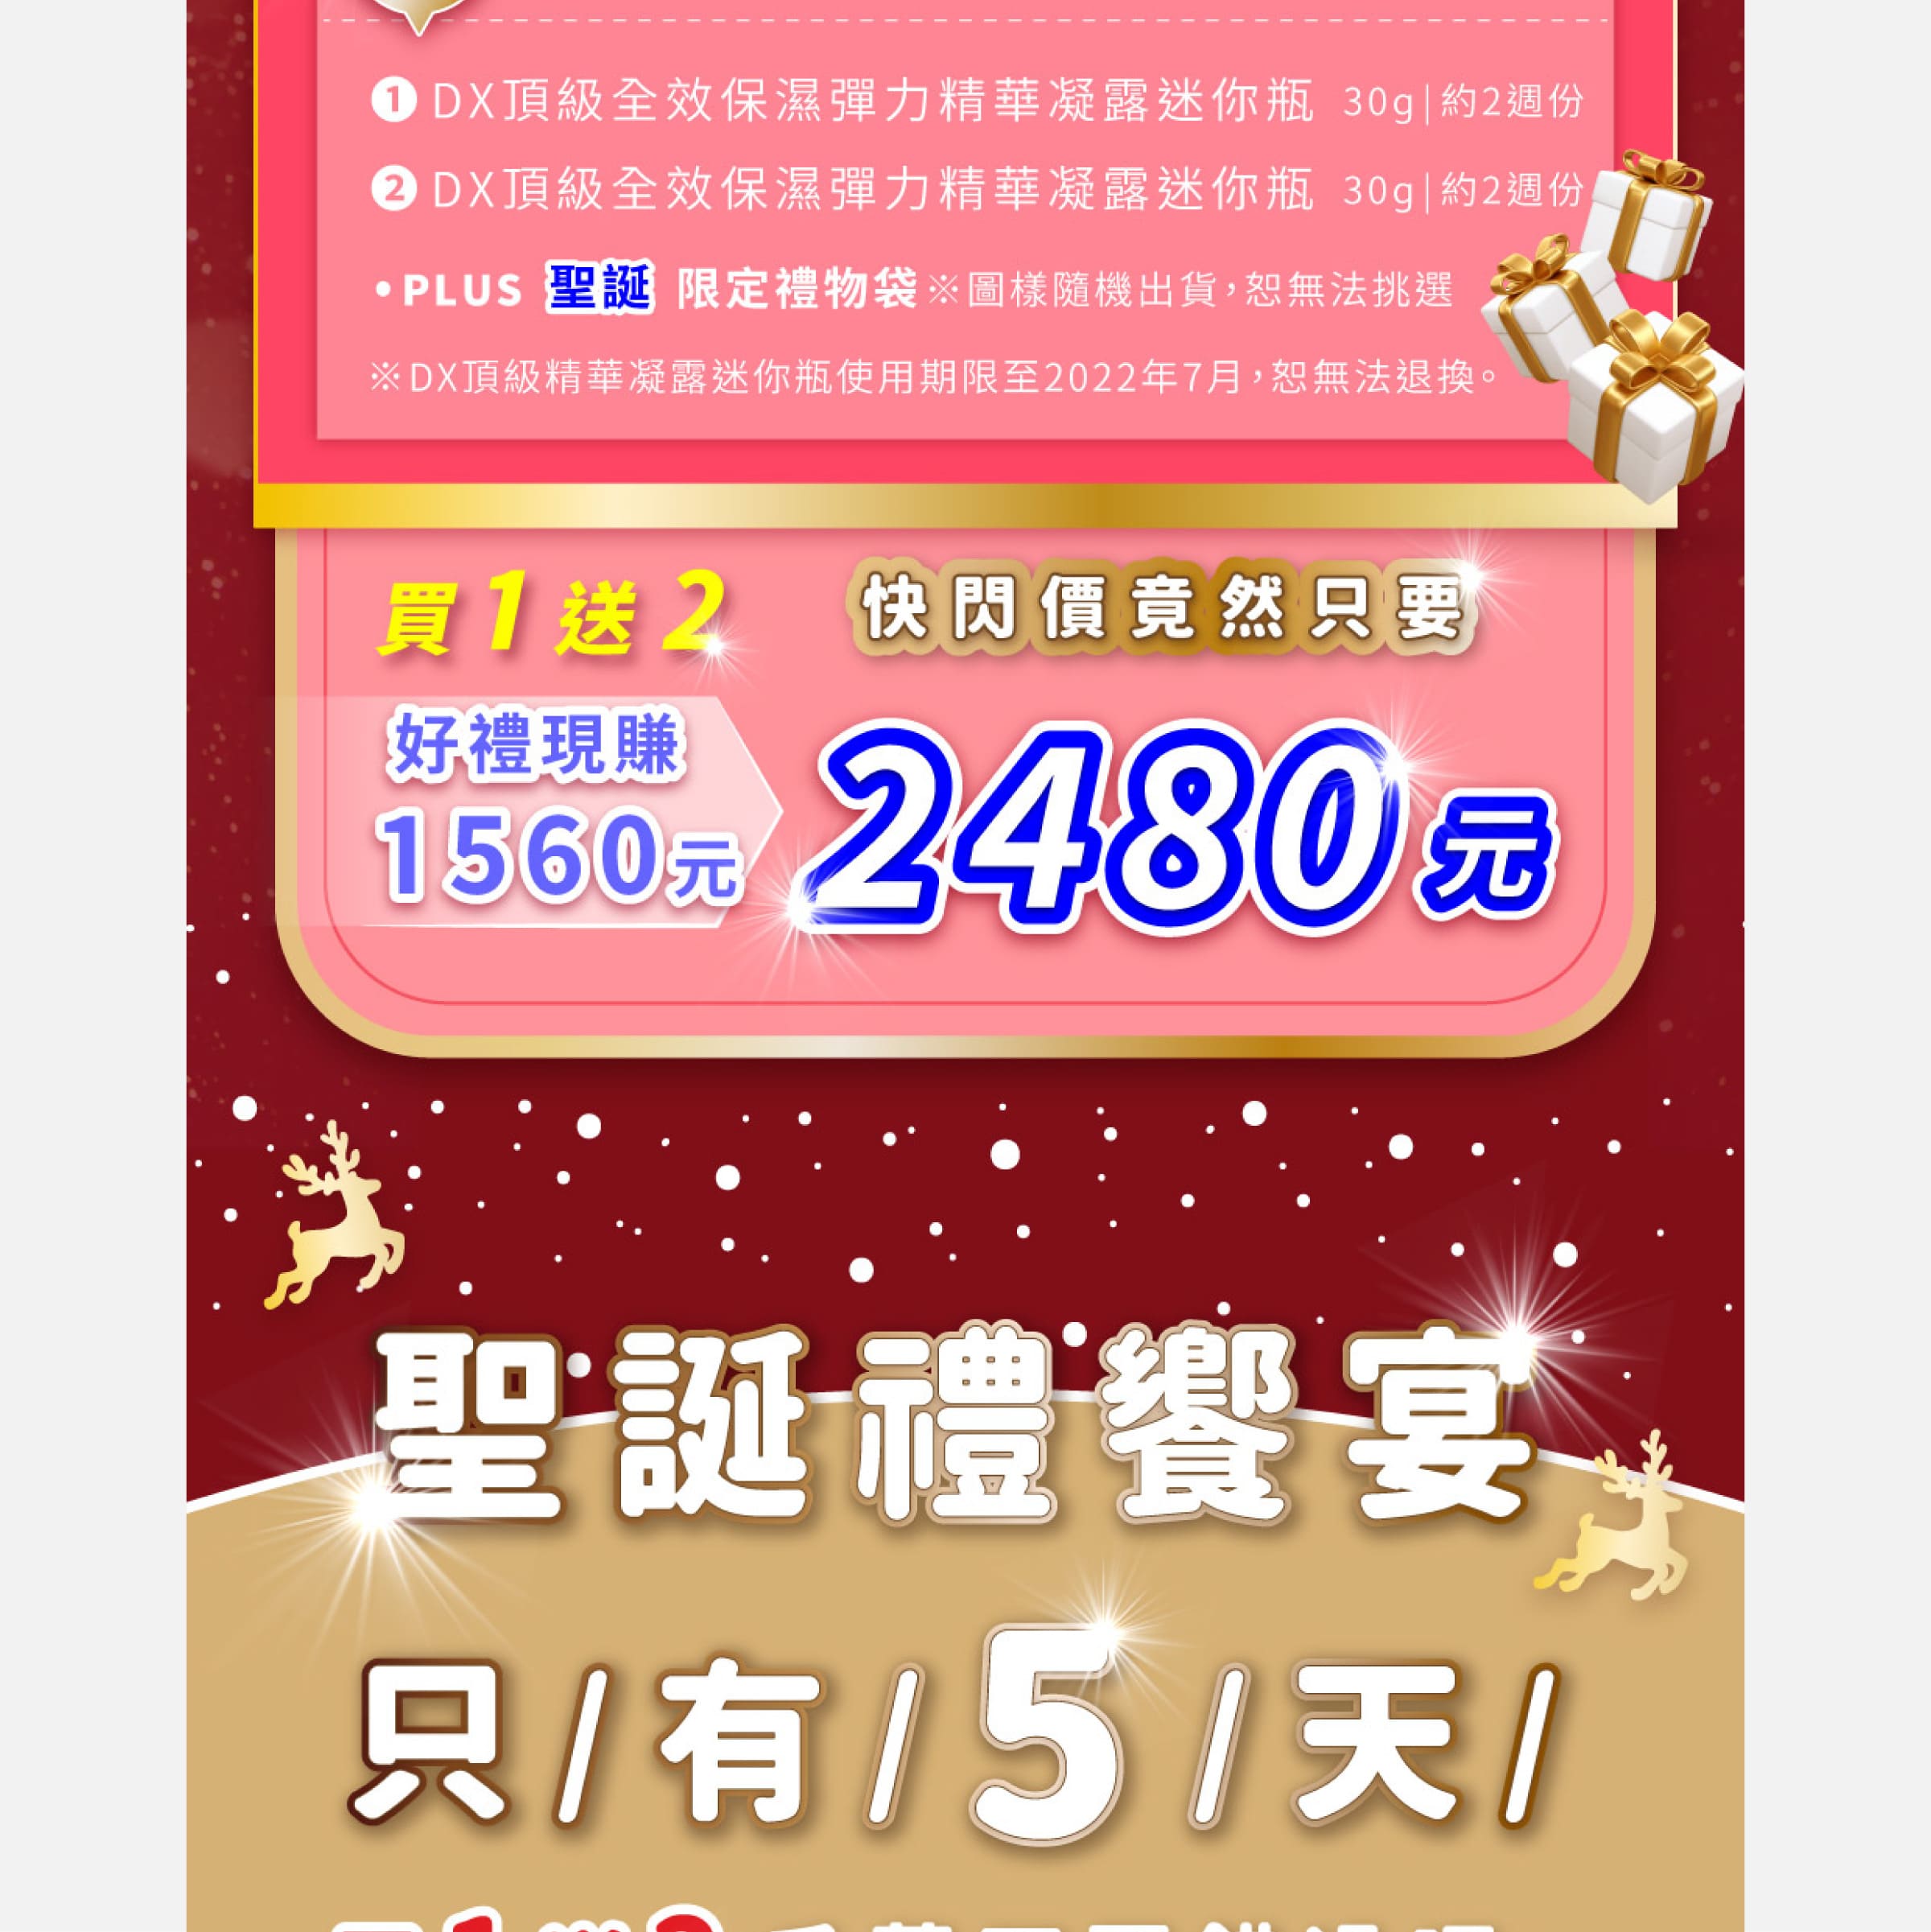 ❶DX頂級全效保濕彈力精華凝露迷你瓶 30g|約2週份
❷DX頂級全效保濕彈力精華凝露迷你瓶 30g|約2週份
•PLUS 聖誕 限定禮物袋※圖樣隨機出貨，恕無法挑選
※DX頂級精華凝露迷你瓶使用期限至2022年7月，恕無法退換。
買1送2
快閃價竟然只要
好禮現賺
1560元
2480元
聖誕禮饗宴
只/有/5/天/